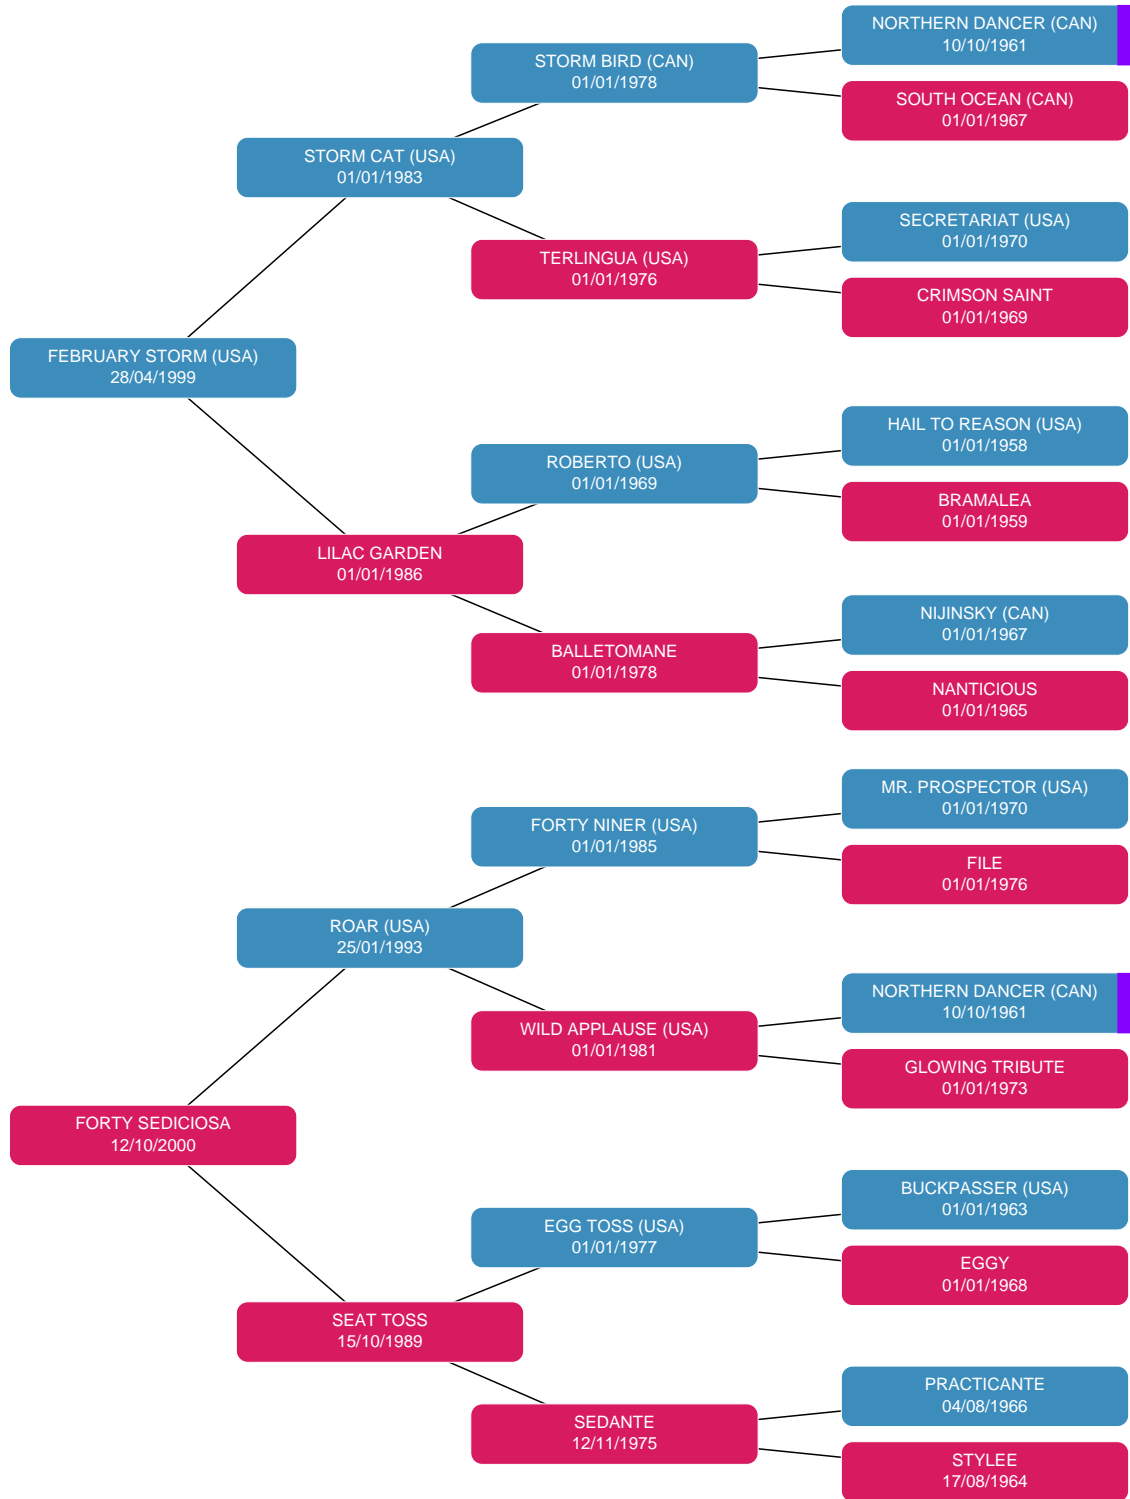 NORTHERN DANCER (CAN)
10/10/1961
STORM BIRD (CAN)
01/01/1978
SOUTH OCEAN (CAN)
01/01/1967
STORM CAT (USA)
01/01/1983
SECRETARIAT (USA)
01/01/1970
TERLINGUA (USA)
01/01/1976
CRIMSON SAINT
01/01/1969
FEBRUARY STORM (USA)
28/04/1999
HAIL TO REASON (USA)
01/01/1958
ROBERTO (USA)
01/01/1969
BRAMALEA
01/01/1959
LILAC GARDEN
01/01/1986
NIJINSKY (CAN)
01/01/1967
BALLETOMANE
01/01/1978
NANTICIOUS
01/01/1965
MR. PROSPECTOR (USA)
01/01/1970
FORTY NINER (USA)
01/01/1985
FILE
01/01/1976
ROAR (USA)
25/01/1993
NORTHERN DANCER (CAN)
10/10/1961
WILD APPLAUSE (USA)
01/01/1981
GLOWING TRIBUTE
01/01/1973
FORTY SEDICIOSA
12/10/2000
BUCKPASSER (USA)
01/01/1963
EGG TOSS (USA)
01/01/1977
EGGY
01/01/1968
SEAT TOSS
15/10/1989
PRACTICANTE
04/08/1966
SEDANTE
12/11/1975
STYLEE
17/08/1964